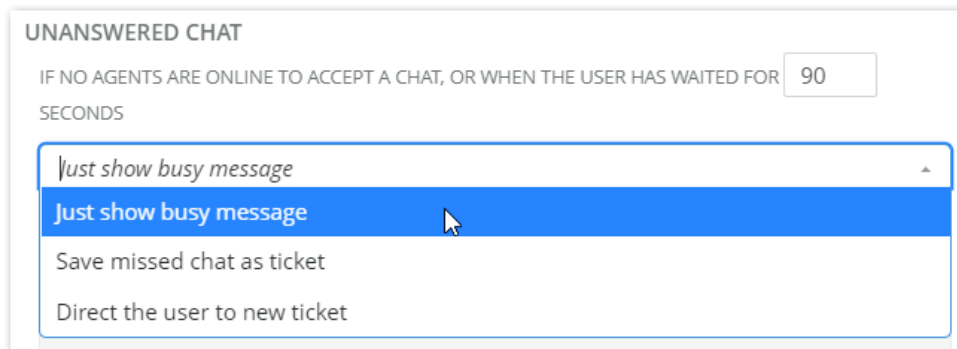 UNANSWERED CHAT
IF NO AGENTS ARE ONLINE TO ACCEPT A CHAT, OR WHEN THE USER HAS WAITED FOR 90
SECONDS
Just show busy message
Just show busy message
Save missed chat as ticket
Direct the user to new ticket